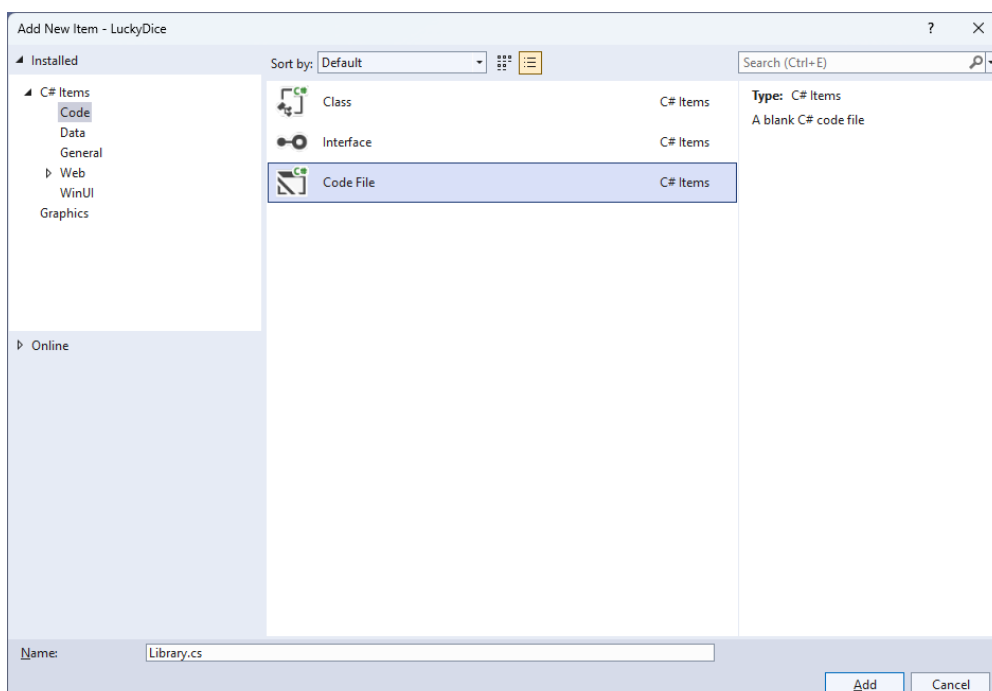 Add New Item - LuckyDice
?
Installed
Sort by: Default
Search (Ctrl+E)
C# Items
Code
Data
General
Web
WinUI
Graphics
Online
Class C# Items
Interface C# Items
Code File C# Items
Type: C# Items
A blank C# code file
Name: Library.cs
Add Cancel